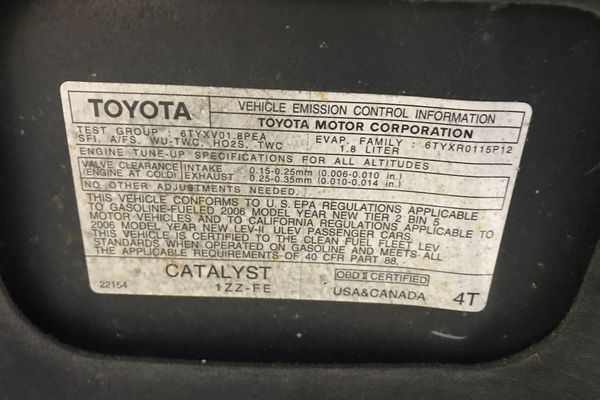 TOYOTA
VEHICLE EMISSION CONTROL INFORMATION
TOYOTA MOTOR CORPORATION
TEST GROUP : 6TYXV01.8PEA EVAP. FAMILY : 6TYXR0115P12
SFI, A/FS, WU-TWC, HO2S, TWC 1.8 LITER
ENGINE TUNE-UP SPECIFICATIONS FOR ALL ALTITUDES
VALVE CLEARANCE INTAKE 0.15-0.25mm (0.006-0.010 in.)
(ENGINE AT COLD) EXHAUST 0.25-0.35mm (0.010-0.014 in.)
NO OTHER ADJUSTMENTS NEEDED.
THIS VEHICLE CONFORMS TO U.S.EPA REGULATIONS APPLICABLE
TO GASOLINE-FUELED 2006 MODEL YEAR NEW TIER 2 BIN 5
MOTOR VEHICLES AND TO CALIFORNIA REGULATIONS APPLICABLE TO
2006 MODEL YEAR NEW LEV-II ULEV PASSENGER CARS.
THIS VEHICLE IS CERTIFIED TO THE CLEAN FUEL FLEET LEV
STANDARDS WHEN OPERATED ON GASOLINE AND MEETS ALL
THE APPLICABLE REQUIREMENTS OF 40 CFR PART 88.
CATALYST
OBD II CERTIFIED
22154 1ZZ-FE USA&CANADA 4T